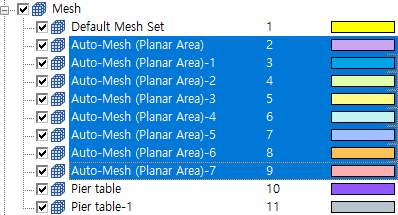 Mesh
Default Mesh Set 1
Auto-Mesh (Planar Area) 2
Auto-Mesh (Planar Area)-1 3
Auto-Mesh (Planar Area)-2 4
Auto-Mesh (Planar Area)-3 5
Auto-Mesh (Planar Area)-4 6
Auto-Mesh (Planar Area)-5 7
Auto-Mesh (Planar Area)-6 8
Auto-Mesh (Planar Area)-7 9
Pier table 10
Pier table-1 11